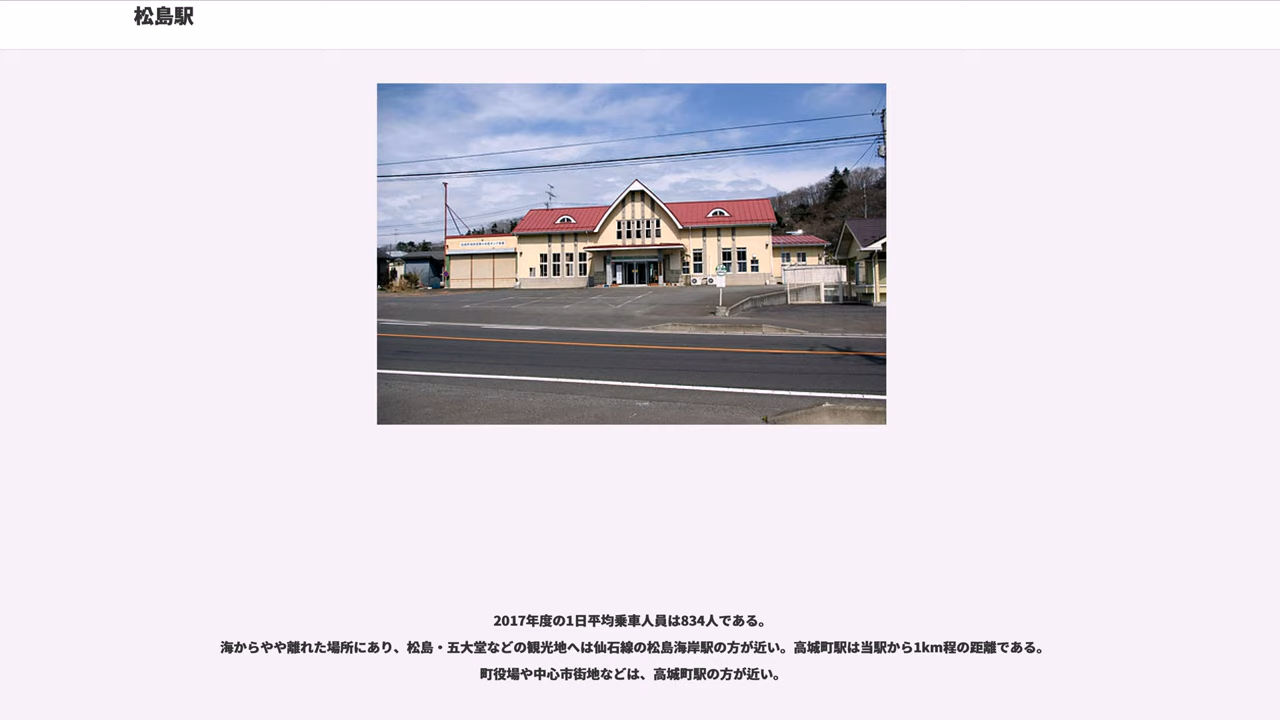 松島駅
2017年度の1日平均乗車人員は834人である。
海からやや離れた場所にあり、松島・五大堂などの観光地へは仙石線の松島海岸駅の方が近い。高城町駅は当駅から1km程の距離である。
町役場や中心市街地などは、高城町駅の方が近い。